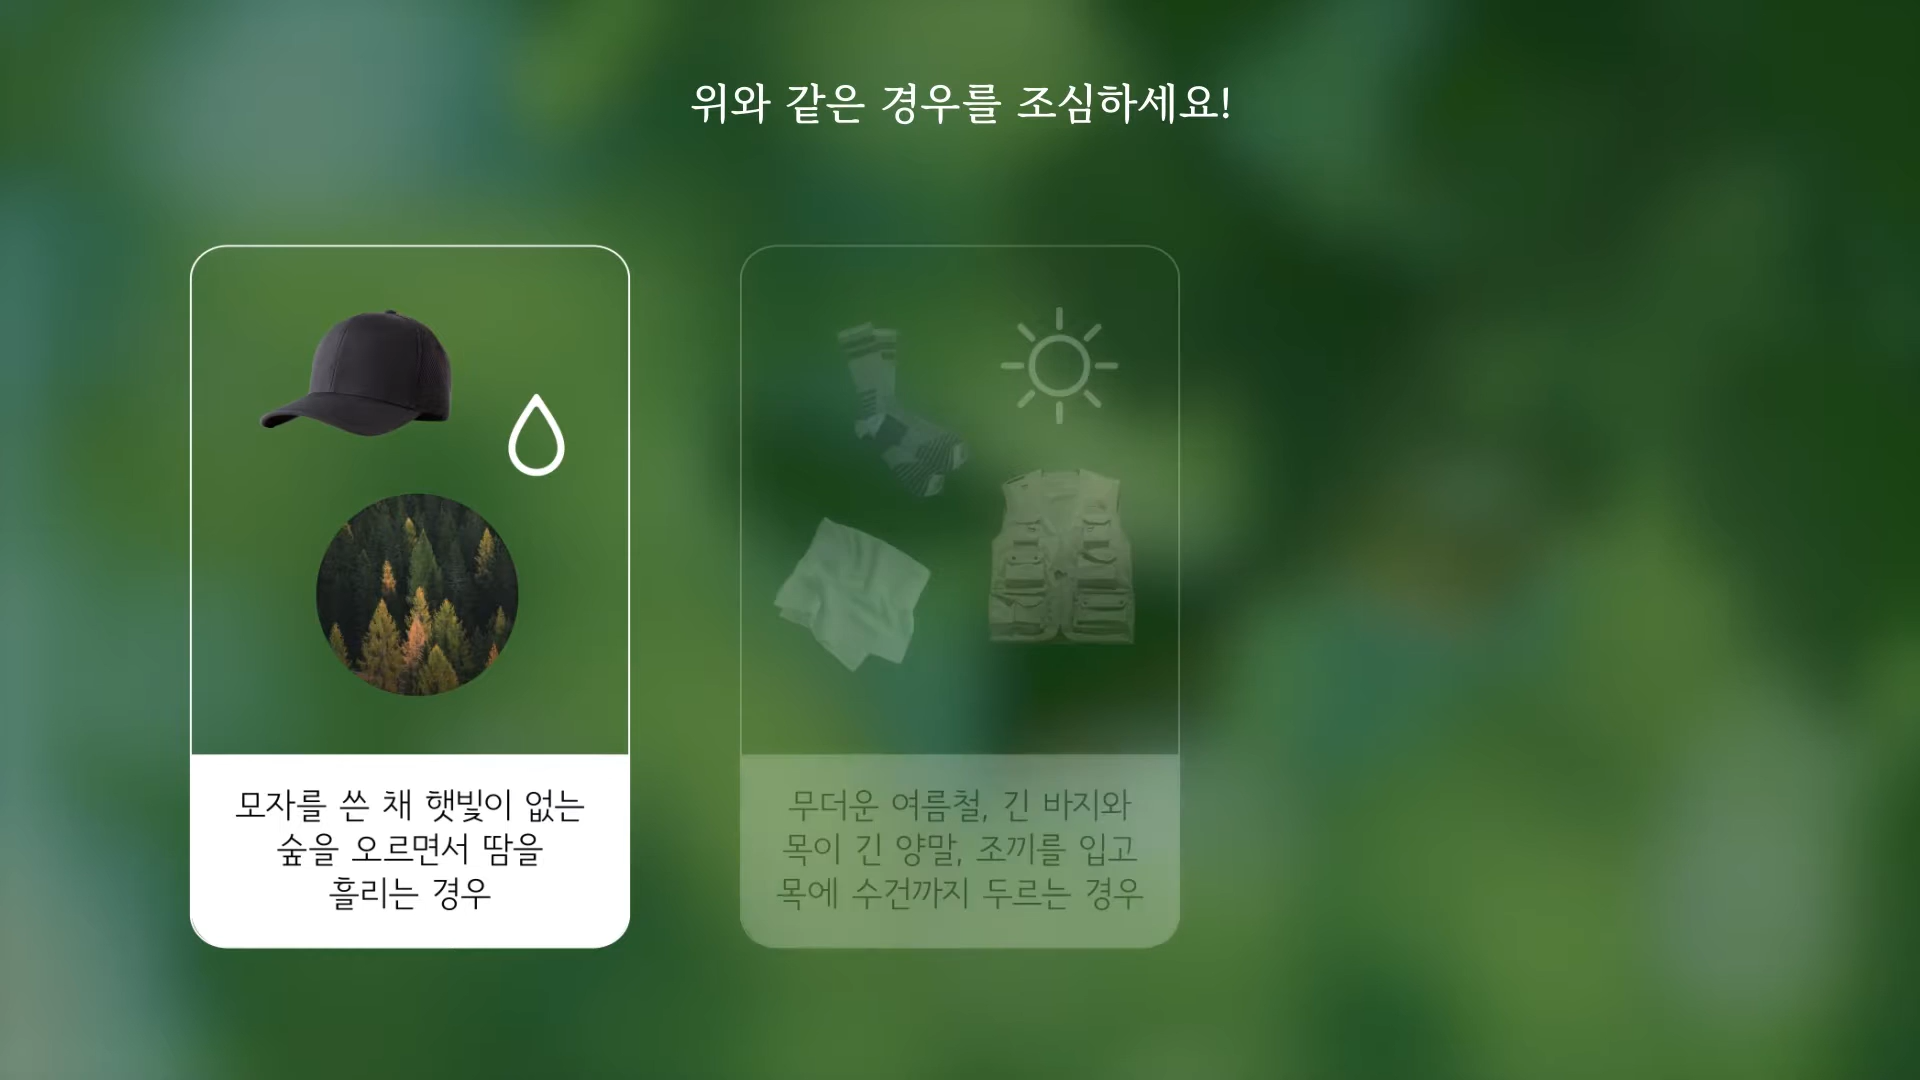 위와 같은 경우를 조심하세요!
모자를 쓴 채 햇빛이 없는
숲을 오르면서 땀을
흘리는 경우
무더운 여름철, 긴 바지와
목이 긴 양말, 조끼를 입고
목에 수건까지 두르는 경우